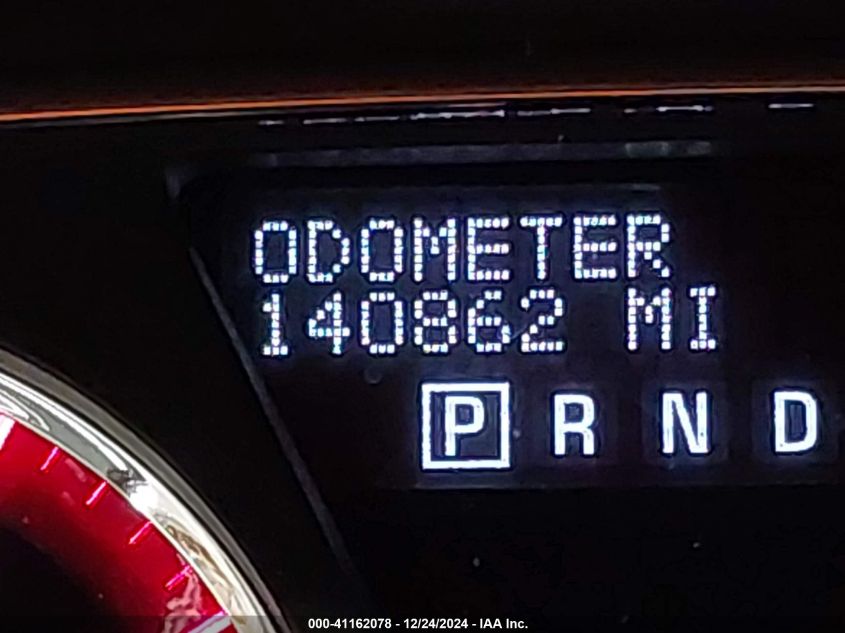 ODOMETER
140862 MI
P R N D
000-41162078 - 12/24/2024 - IAA Inc.